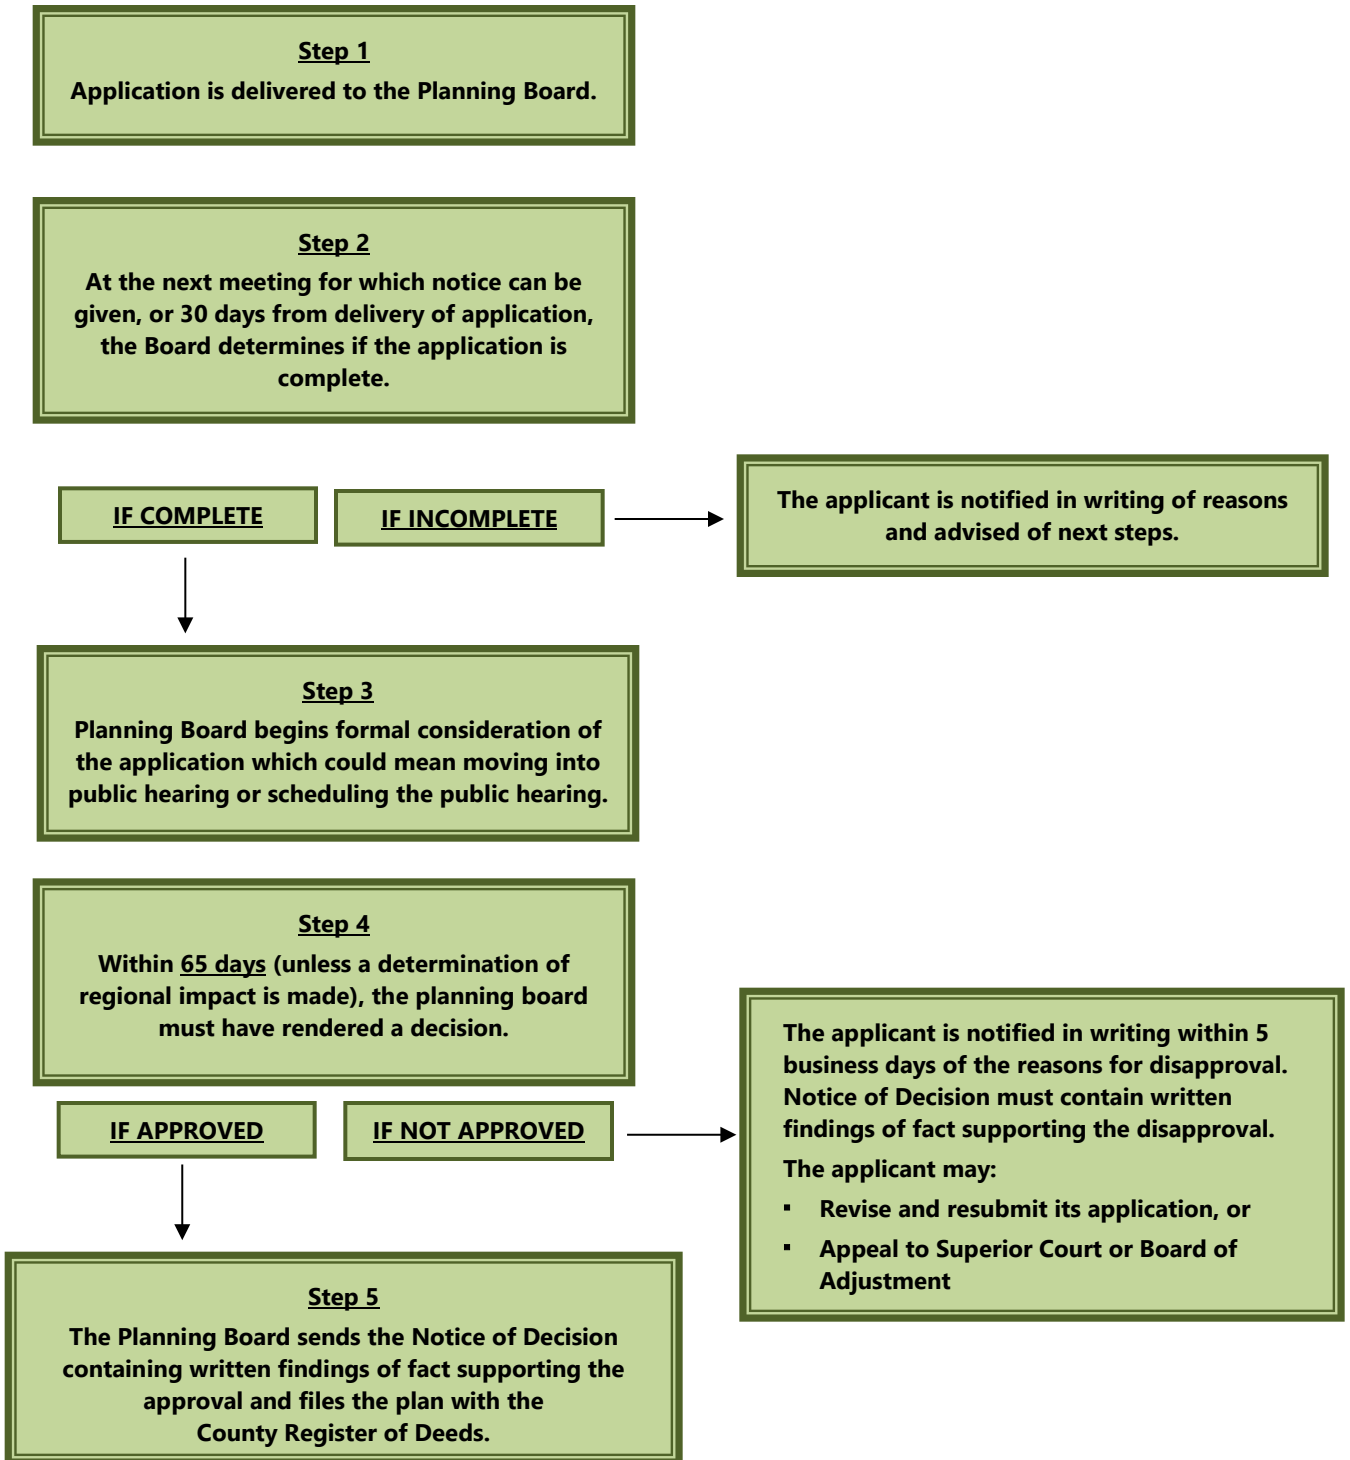 Step 1
Application is delivered to the Planning Board.
Step 2
At the next meeting for which notice can be
given, or 30 days from delivery of application,
the Board determines if the application is
complete.
IF COMPLETE
IF INCOMPLETE
The applicant is notified in writing of reasons
and advised of next steps.
Step 3
Planning Board begins formal consideration of
the application which could mean moving into
public hearing or scheduling the public hearing.
Step 4
Within 65 days (unless a determination of
regional impact is made), the planning board
must have rendered a decision.
IF APPROVED
IF NOT APPROVED
The applicant is notified in writing within 5
business days of the reasons for disapproval.
Notice of Decision must contain written
findings of fact supporting the disapproval.
The applicant may:
▪ Revise and resubmit its application, or
▪ Appeal to Superior Court or Board of
Adjustment
Step 5
The Planning Board sends the Notice of Decision
containing written findings of fact supporting the
approval and files the plan with the
County Register of Deeds.